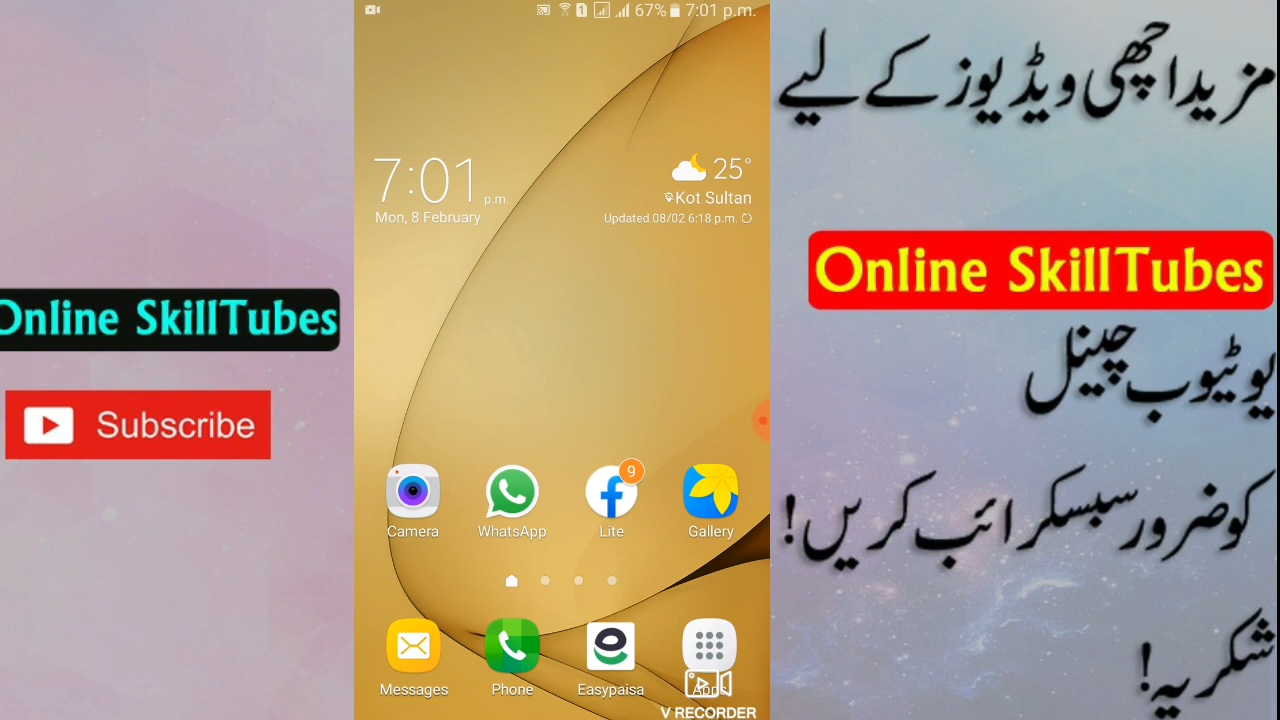 67% 7:01 p.m.
7:01 p.m.
Mon, 8 February
25°
Kot Sultan
Updated 08/02 6:18 p.m.
Online SkillTubes
Subscribe
9
Camera
WhatsApp
Lite
Gallery
Messages
Phone
Easypaisa
Apps
V RECORDER
مزید اچھی ویڈیوز کے لیے
Online SkillTubes
یوٹیوب چینل
کو ضرور سبسکرائب کریں!
شکریہ!